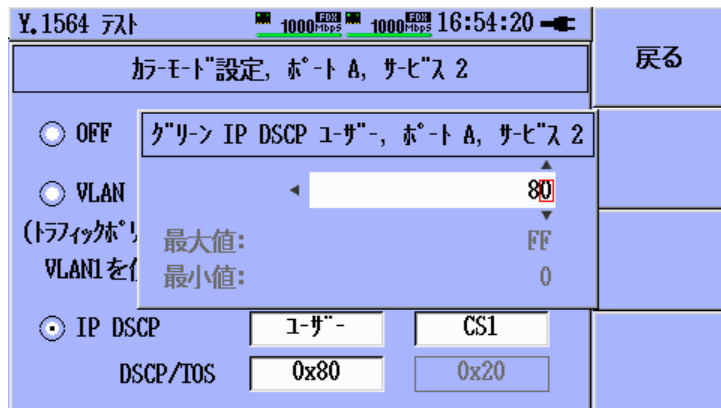 Y.1564 ﾃｽﾄ 1000 FDX Mbps 1000 FDX Mbps 16:54:20
戻る
ｶﾗｰﾓｰﾄﾞ設定, ﾎﾟｰﾄ A, ｻｰﾋﾞｽ 2
OFF
ｸﾞﾘｰﾝ IP DSCP ﾕｰｻﾞｰ, ﾎﾟｰﾄ A, ｻｰﾋﾞｽ 2
80
VLAN
(ﾄﾗﾌｨｯｸﾎﾟﾘ
最大値: FF
VLAN1を
最小値: 0
IP DSCP ﾕｰｻﾞｰ CS1
DSCP/TOS 0x80 0x20